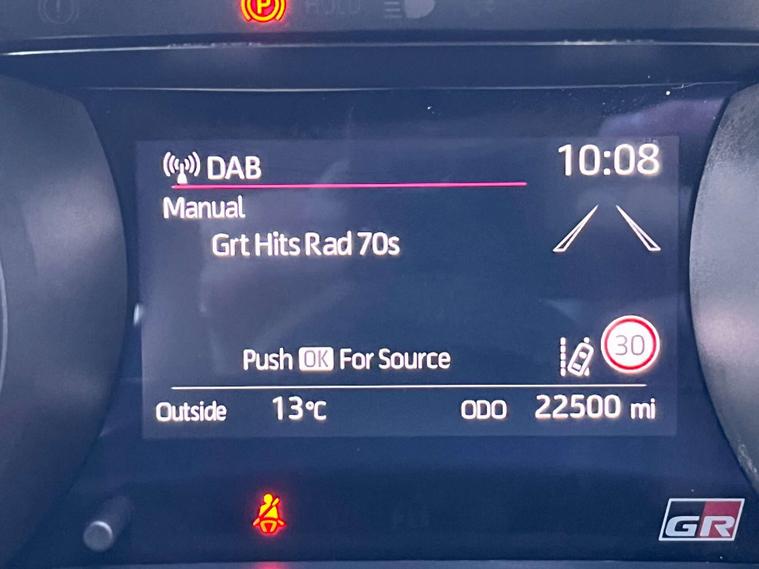 P HOLD
DAB 10:08
Manual
Grt Hits Rad 70s
Push OK For Source
30
Outside 13°C ODO 22500 mi
GR